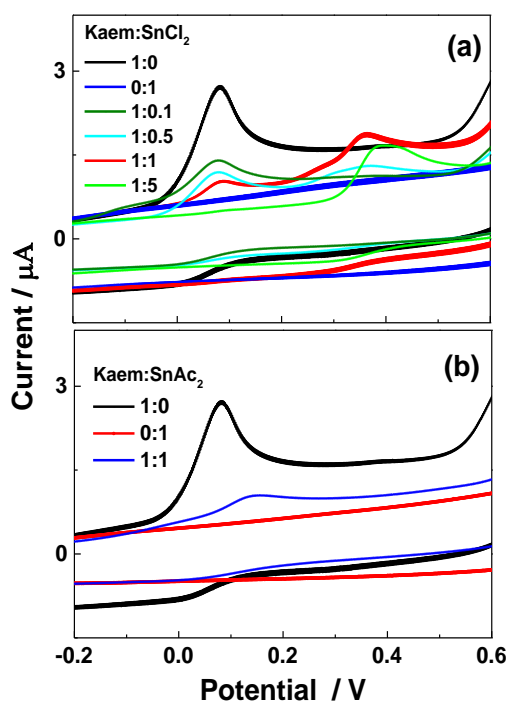 Kaem:SnCl₂
(a)
1:0
0:1
1:0.1
1:0.5
1:1
1:5
3
0
Kaem:SnAc₂
(b)
1:0
0:1
1:1
3
0
-0.2 0.0 0.2 0.4 0.6
Potential / V
Current / μA